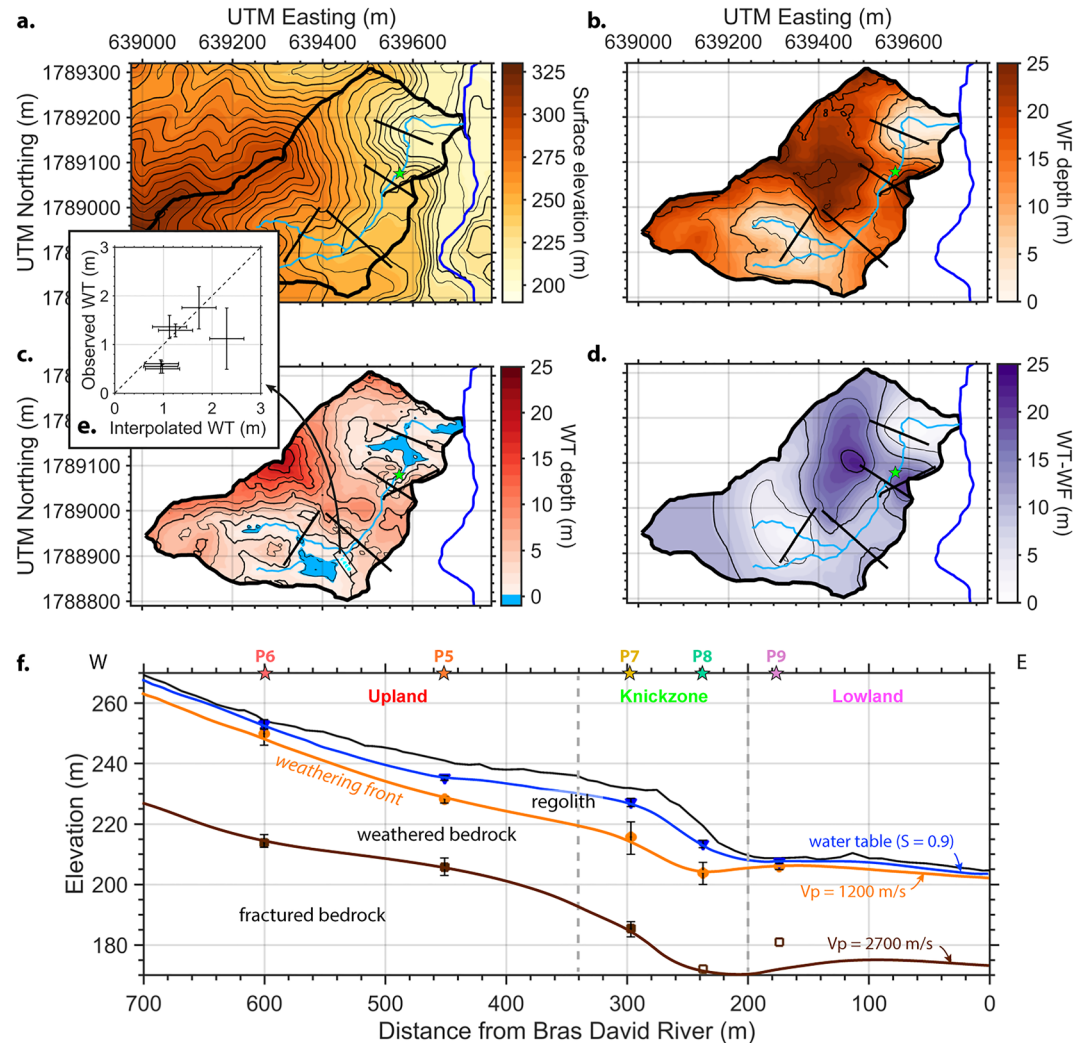 a.
UTM Easting (m)
639000 639200 639400 639600
1789300
1789200
1789100
1789000
UTM Northing (m)
325
300
275
250
225
200
Surface elevation (m)
b.
UTM Easting (m)
639000 639200 639400 639600
8
25
20
15
10
5
0
WF depth (m)
3
2
1
0
Observed WT (m)
0 1 2 3
Interpolated WT (m)
e.
c.
1789100
1789000
1788900
1788800
UTM Northing (m)
25
20
15
10
5
0
WT depth (m)
d.
25
20
15
10
5
0
WT-WF (m)
f.
W
P6 P5 P7 P8 P9
E
Upland Knickzone Lowland
260
240
220
200
180
Elevation (m)
weathering front
regolith
weathered bedrock
fractured bedrock
water table (S = 0.9)
Vp = 1200 m/s
Vp = 2700 m/s
700 600 500 400 300 200 100 0
Distance from Bras David River (m)